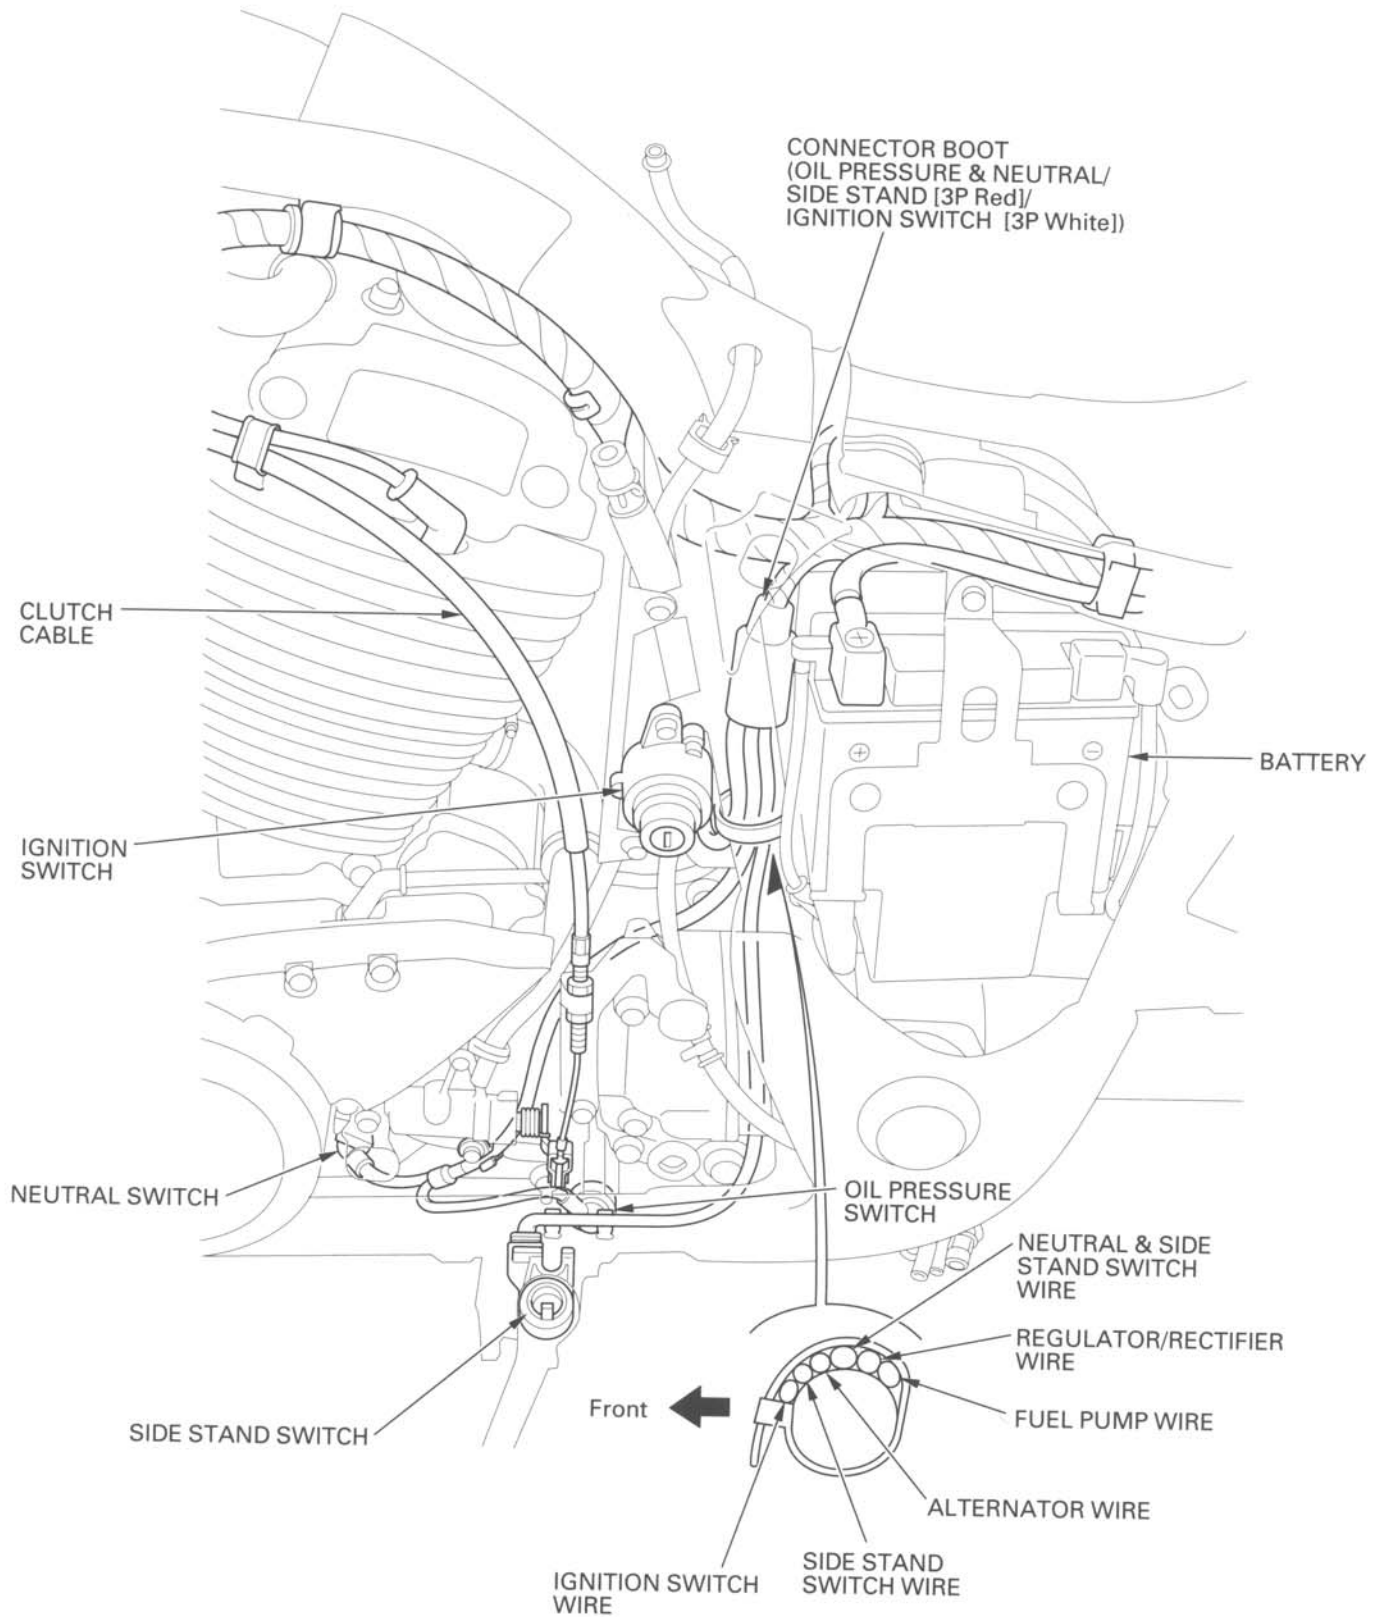 CONNECTOR BOOT
(OIL PRESSURE & NEUTRAL/
SIDE STAND [3P Red]/
IGNITION SWITCH [3P White])
CLUTCH
CABLE
BATTERY
IGNITION
SWITCH
NEUTRAL SWITCH
OIL PRESSURE
SWITCH
NEUTRAL & SIDE
STAND SWITCH
WIRE
REGULATOR/RECTIFIER
WIRE
Front
FUEL PUMP WIRE
SIDE STAND SWITCH
ALTERNATOR WIRE
SIDE STAND
SWITCH WIRE
IGNITION SWITCH
WIRE